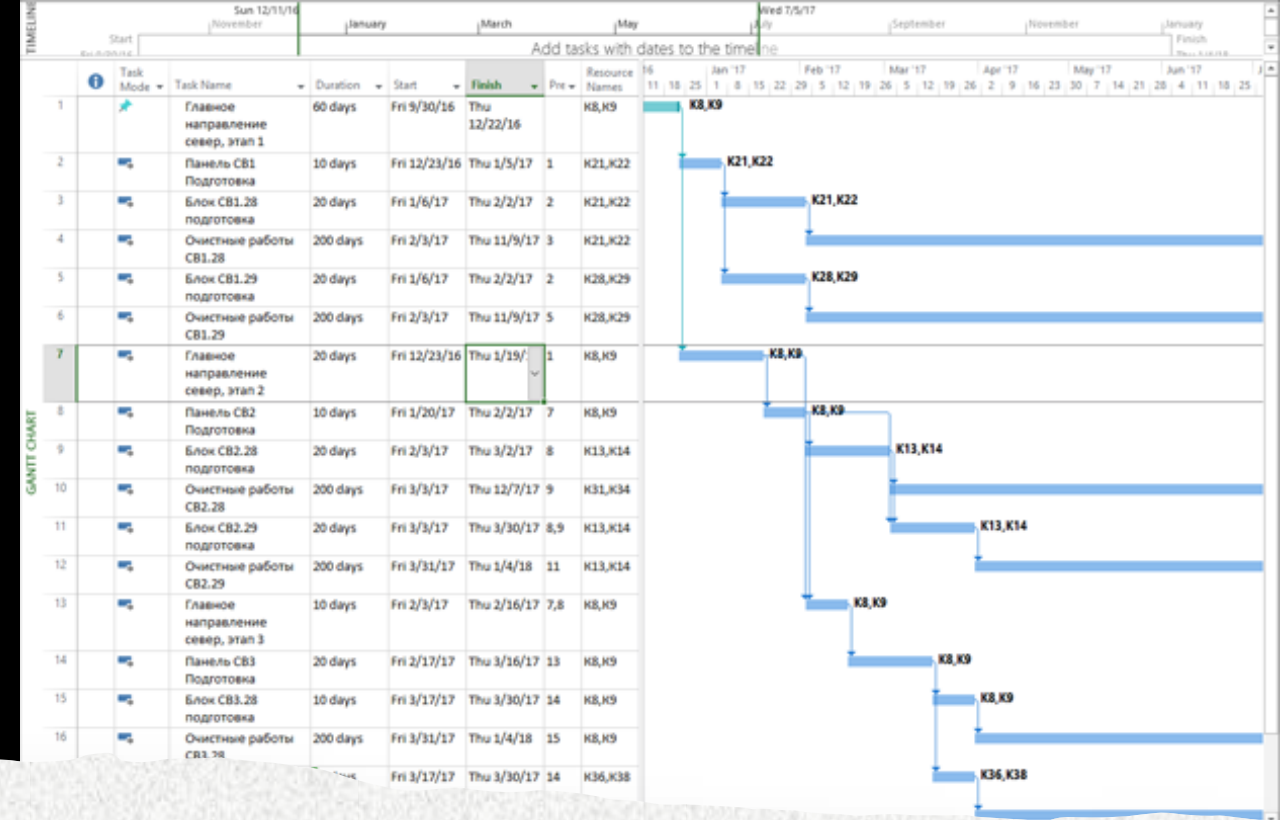 TIMELINE
Sun 12/11/16
Wed 7/5/17
November January March May July September November January
Start
Add tasks with dates to the timeline
Finish
Task Mode Task Name Duration Start Finish Pre Resource Names
16 Jan '17 Feb '17 Mar '17 Apr '17 May '17 Jun '17 J
11 18 25 1 8 15 22 29 5 12 19 26 5 12 19 26 2 9 16 23 30 7 14 21 28 4 11 18 25
GANTT CHART
1 Главное 60 days Fri 9/30/16 Thu K8,K9 K8,K9
направление 12/22/16
север, этап 1
2 Панель СВ1 10 days Fri 12/23/16 Thu 1/5/17 1 K21,K22 K21,K22
Подготовка
3 Блок СВ1.28 20 days Fri 1/6/17 Thu 2/2/17 2 K21,K22 K21,K22
подготовка
4 Очистные работы 200 days Fri 2/3/17 Thu 11/9/17 3 K21,K22
СВ1.28
5 Блок СВ1.29 20 days Fri 1/6/17 Thu 2/2/17 2 K28,K29 K28,K29
подготовка
6 Очистные работы 200 days Fri 2/3/17 Thu 11/9/17 5 K28,K29
СВ1.29
7 Главное 20 days Fri 12/23/16 Thu 1/19/ 1 K8,K9 K8,K9
направление
север, этап 2
8 Панель СВ2 10 days Fri 1/20/17 Thu 2/2/17 7 K8,K9 K8,K9
Подготовка
9 Блок СВ2.28 20 days Fri 2/3/17 Thu 3/2/17 8 K13,K14 K13,K14
подготовка
10 Очистные работы 200 days Fri 3/3/17 Thu 12/7/17 9 K31,K34
СВ2.28
11 Блок СВ2.29 20 days Fri 3/3/17 Thu 3/30/17 8,9 K13,K14 K13,K14
подготовка
12 Очистные работы 200 days Fri 3/31/17 Thu 1/4/18 11 K13,K14
СВ2.29
13 Главное 10 days Fri 2/3/17 Thu 2/16/17 7,8 K8,K9 K8,K9
направление
север, этап 3
14 Панель СВ3 20 days Fri 2/17/17 Thu 3/16/17 13 K8,K9 K8,K9
Подготовка
15 Блок СВ3.28 10 days Fri 3/17/17 Thu 3/30/17 14 K8,K9 K8,K9
подготовка
16 Очистные работы 200 days Fri 3/31/17 Thu 1/4/18 15 K8,K9
СВ3.28
Fri 3/17/17 Thu 3/30/17 14 K36,K38 K36,K38